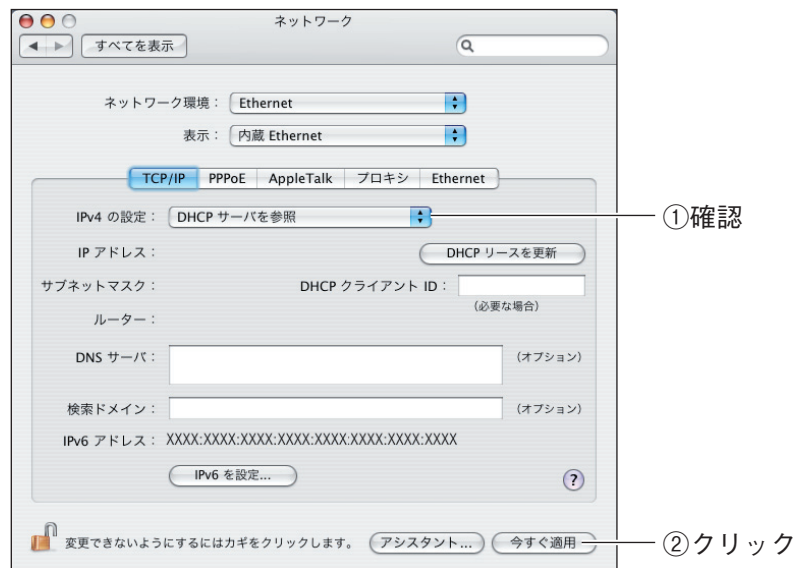 ネットワーク
すべてを表示
ネットワーク環境： Ethernet
表示： 内蔵 Ethernet
TCP/IP PPPoE AppleTalk プロキシ Ethernet
IPv4 の設定： DHCP サーバを参照
①確認
IP アドレス： DHCP リースを更新
サブネットマスク： DHCP クライアント ID：
（必要な場合）
ルーター：
DNS サーバ： （オプション）
検索ドメイン： （オプション）
IPv6 アドレス： XXXX:XXXX:XXXX:XXXX:XXXX:XXXX:XXXX:XXXX
IPv6 を設定... ?
変更できないようにするにはカギをクリックします。 アシスタント... 今すぐ適用
②クリック